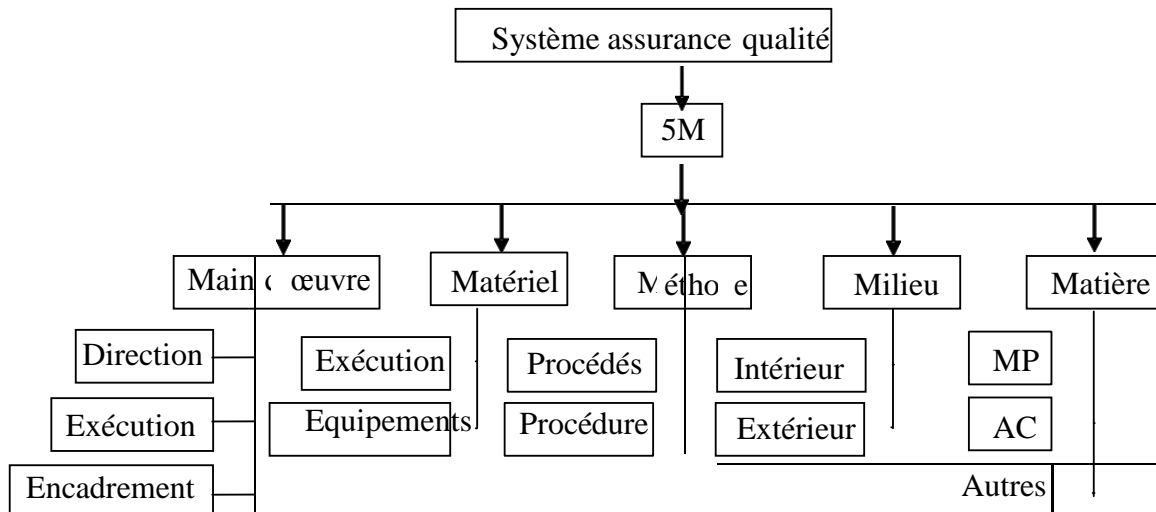 Système assurance qualité
5M
Main d œuvre
Matériel
Méthode
Milieu
Matière
Direction
Exécution
Procédés
Intérieur
MP
Exécution
Equipements
Procédure
Extérieur
AC
Encadrement
Autres